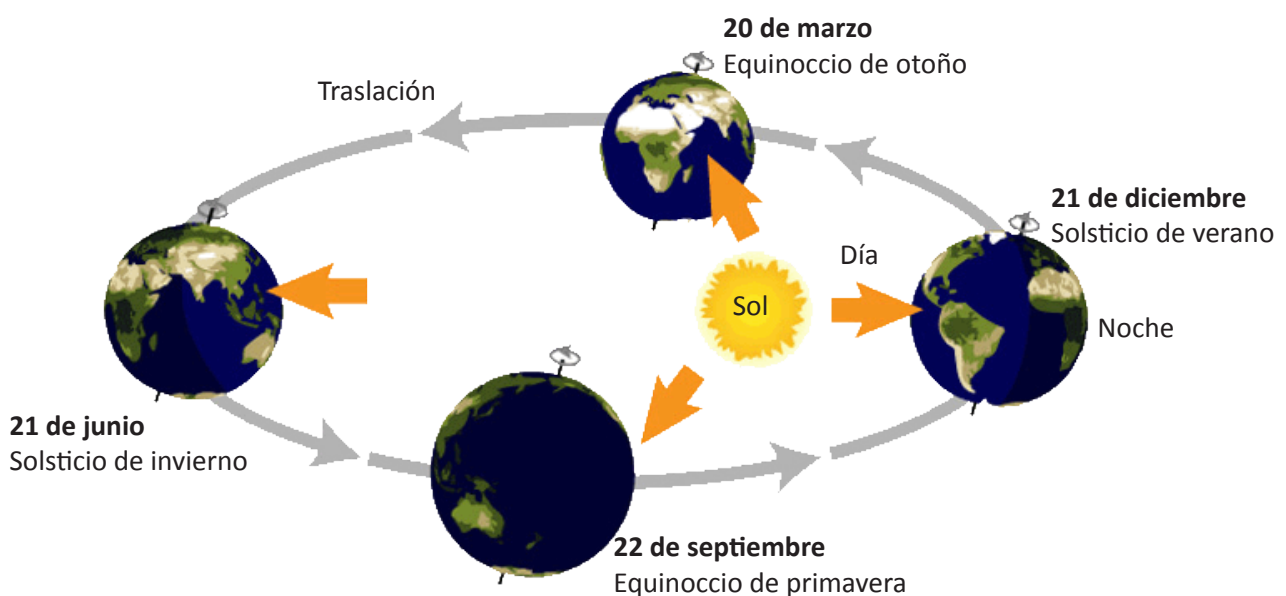 20 de marzo
Equinoccio de otoño
Traslación
21 de diciembre
Solsticio de verano
Día
Sol
Noche
21 de junio
Solsticio de invierno
22 de septiembre
Equinoccio de primavera